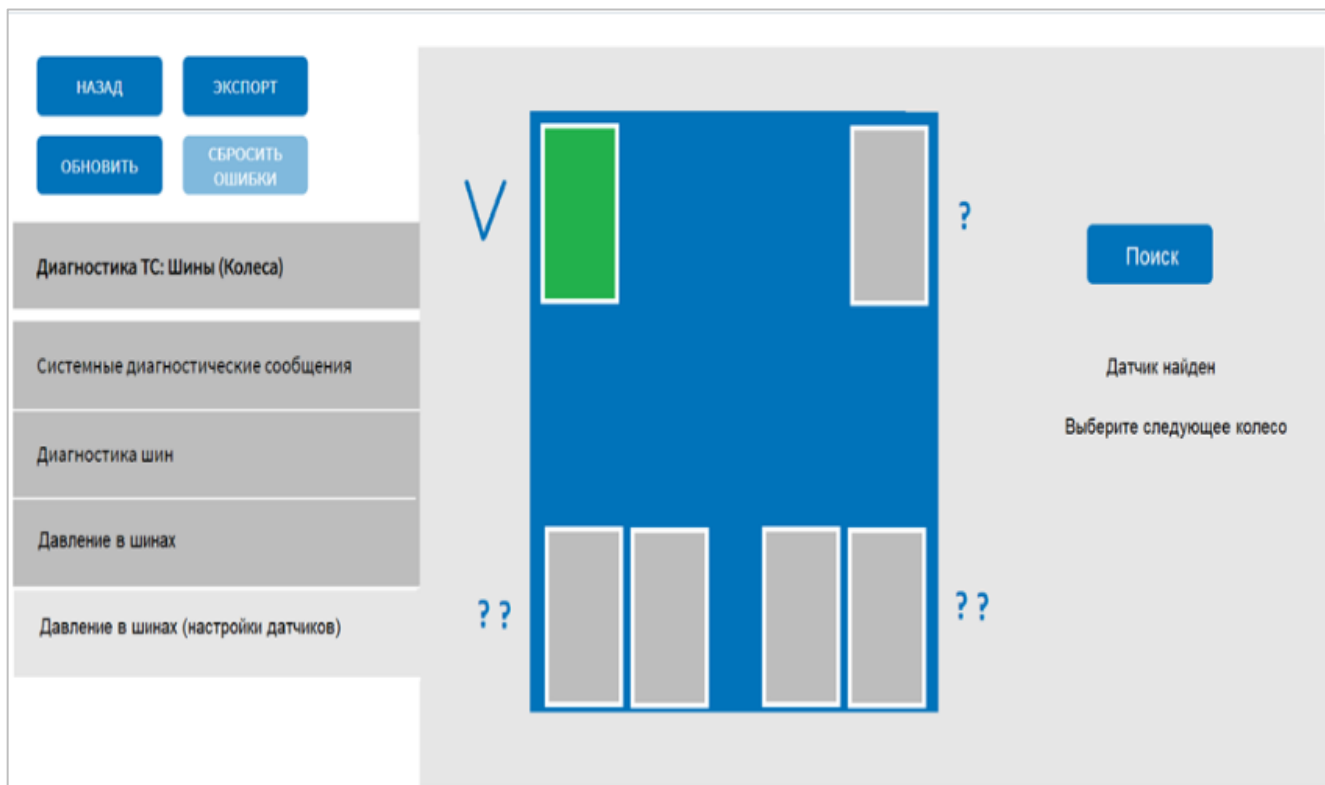 НАЗАД
ЭКСПОРТ
ОБНОВИТЬ
СБРОСИТЬ
ОШИБКИ
Диагностика ТС: Шины (Колеса)
Системные диагностические сообщения
Диагностика шин
Давление в шинах
Давление в шинах (настройки датчиков)
V
?
? ?
? ?
Поиск
Датчик найден
Выберите следующее колесо